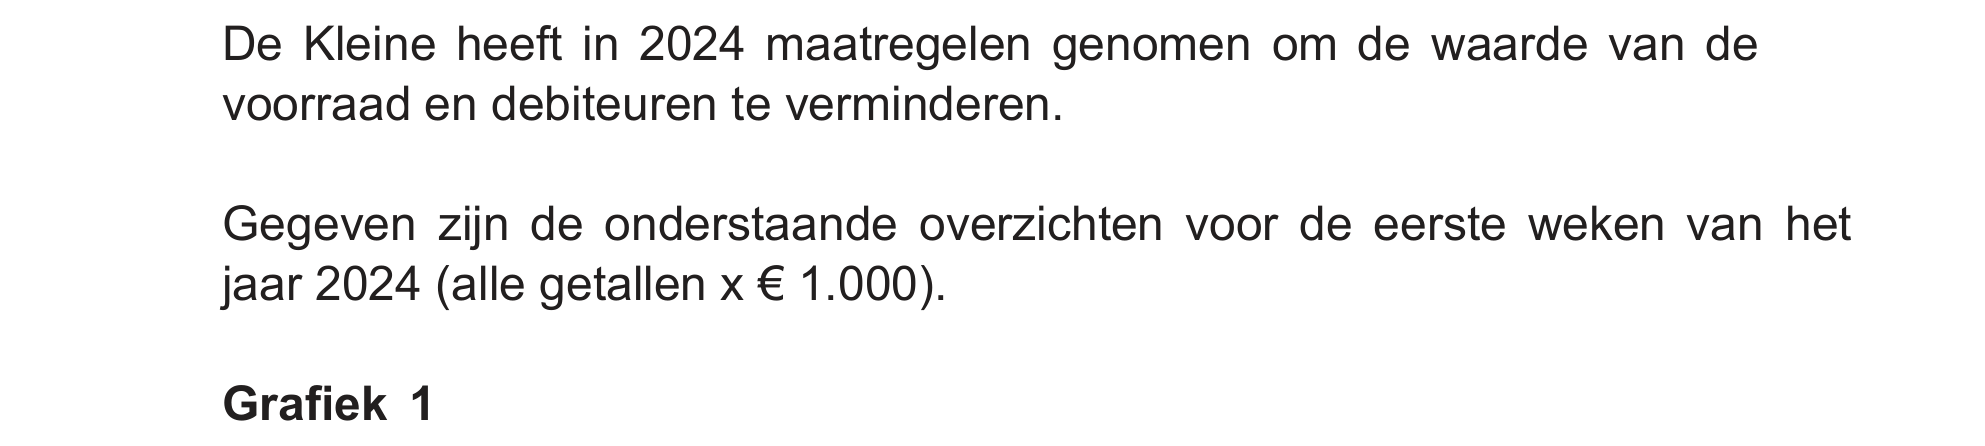 De Kleine heeft in 2024 maatregelen genomen om de waarde van de
voorraad en debiteuren te verminderen.
Gegeven zijn de onderstaande overzichten voor de eerste weken van het
jaar 2024 (alle getallen x € 1.000).
Grafiek 1